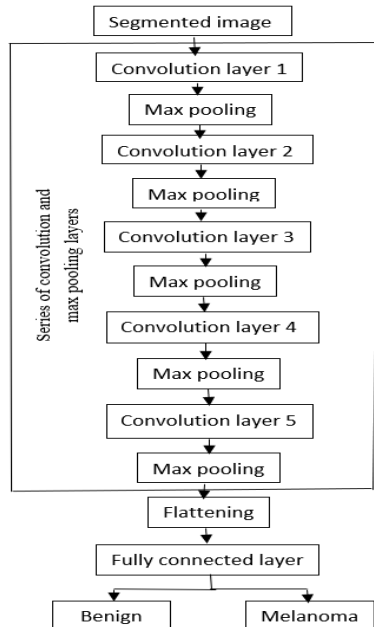 Segmented image
Convolution layer 1
Max pooling
Convolution layer 2
Max pooling
Convolution layer 3
Max pooling
Convolution layer 4
Max pooling
Convolution layer 5
Max pooling
Series of convolution and
max pooling layers
Flattening
Fully connected layer
Benign
Melanoma